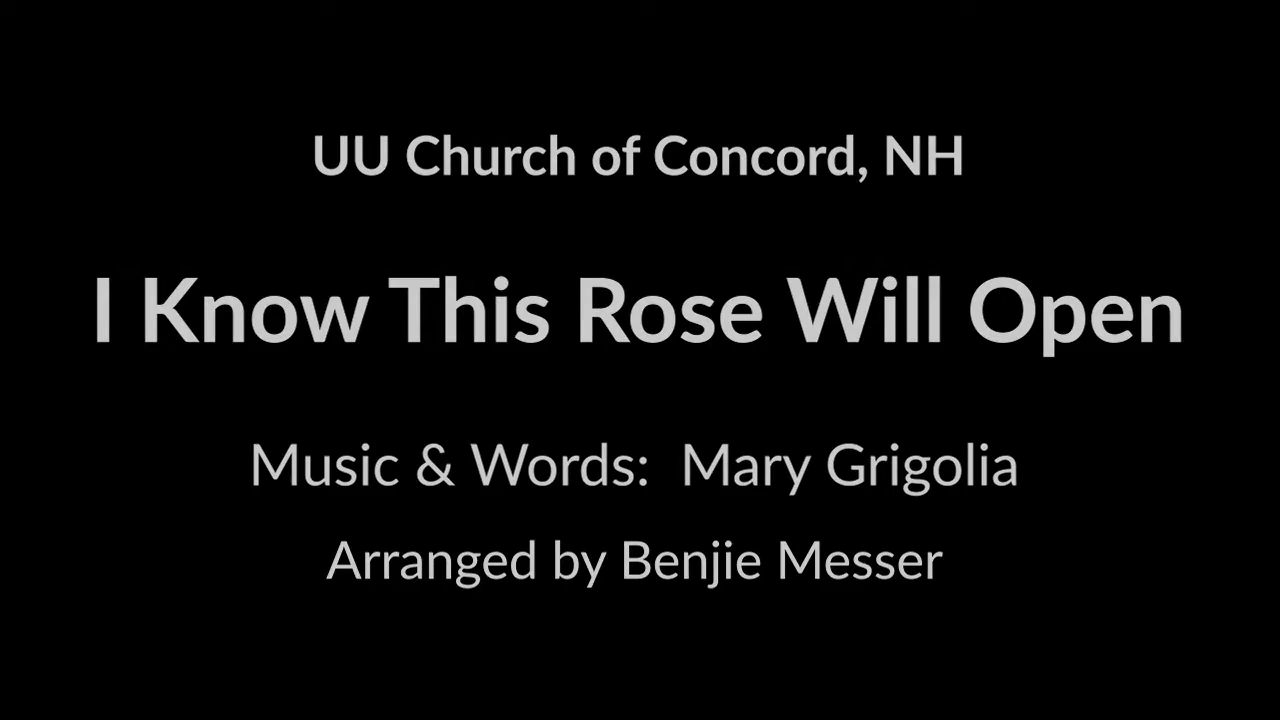 UU Church of Concord, NH
I Know This Rose Will Open
Music & Words: Mary Grigolia
Arranged by Benjie Messer